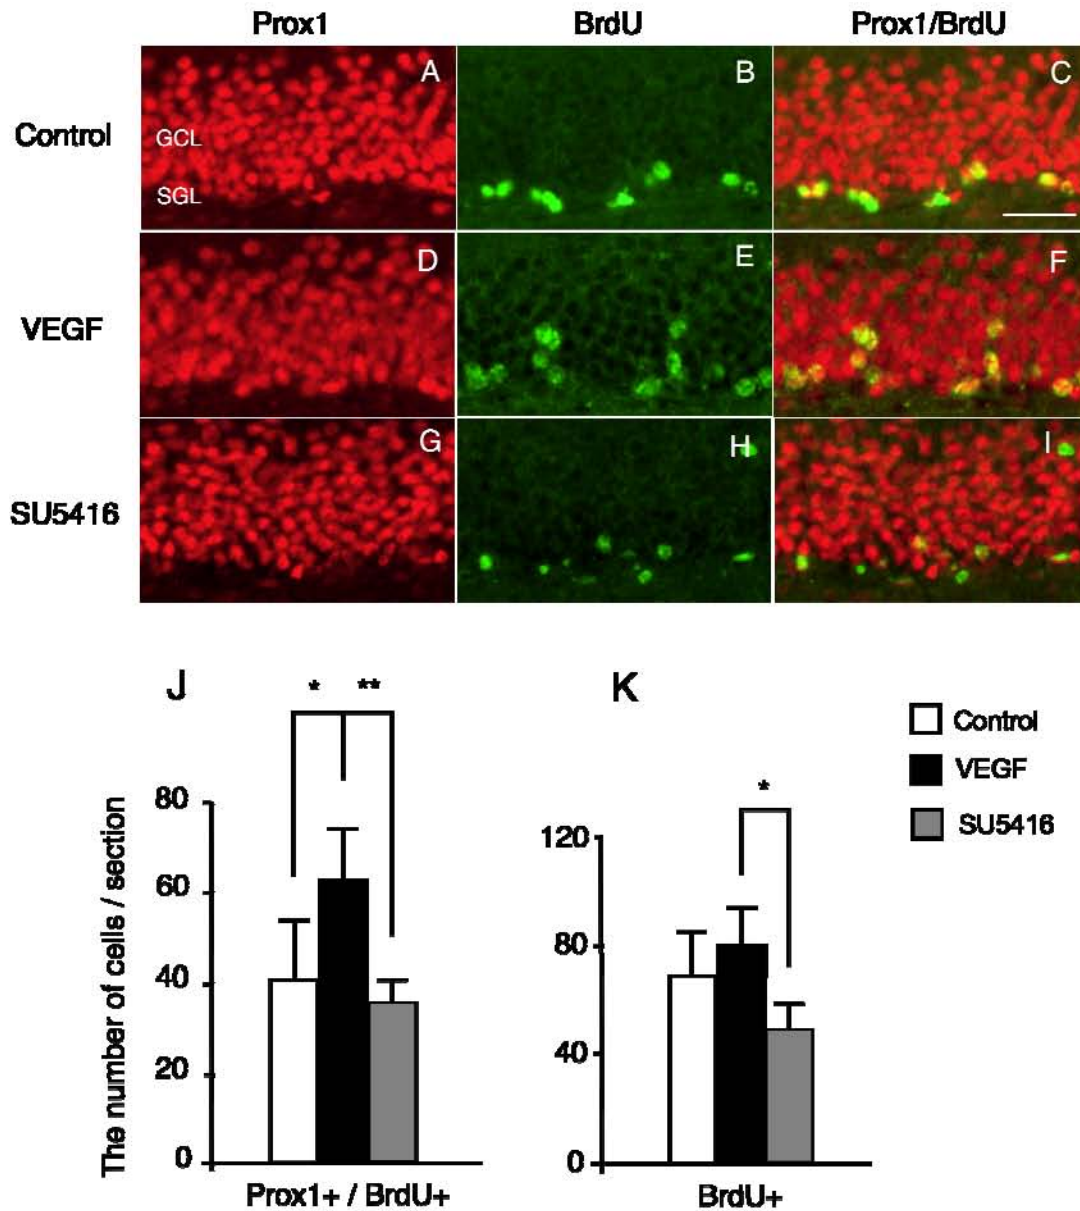 Prox1 BrdU Prox1/BrdU
Control
A
B
C
GCL
SGL
VEGF
D
E
F
SU5416
G
H
I
J
* **
The number of cells / section
80
60
40
20
0
Prox1+ / BrdU+
K
*
120
80
40
0
BrdU+
Control
VEGF
SU5416